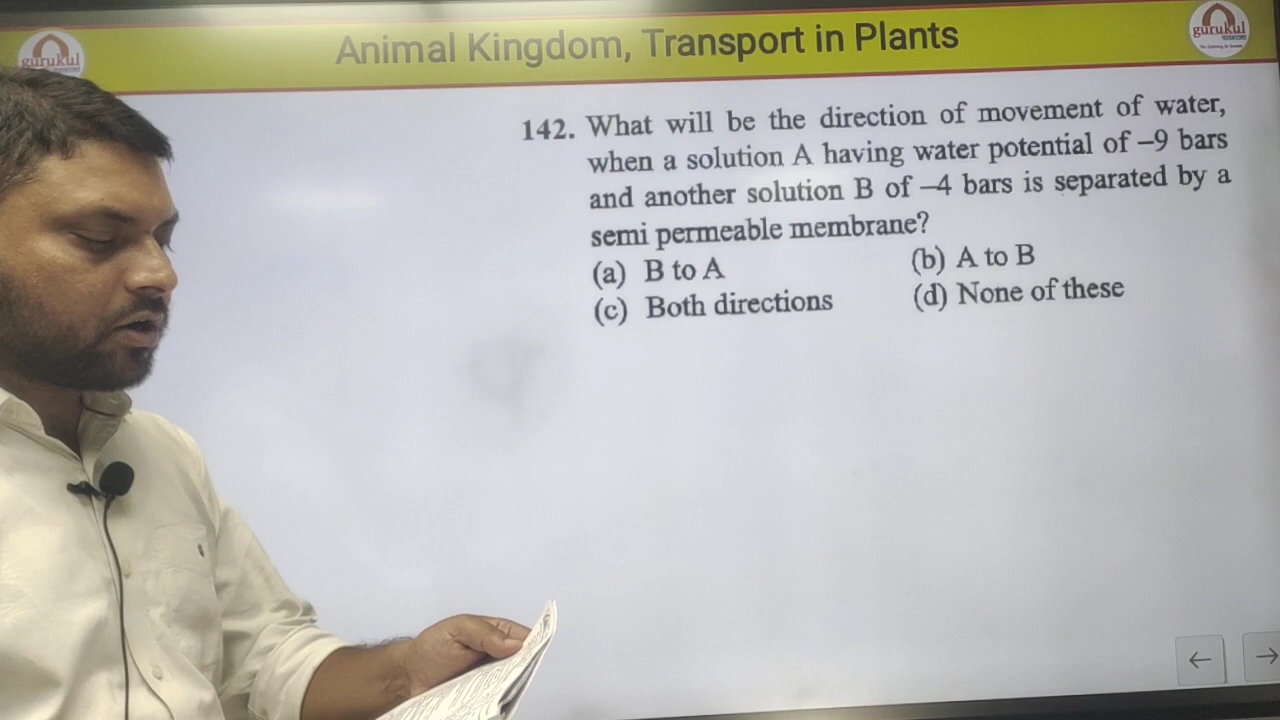 gurukul
Animal Kingdom, Transport in Plants
gurukul
142. What will be the direction of movement of water,
when a solution A having water potential of –9 bars
and another solution B of –4 bars is separated by a
semi permeable membrane?
(a) B to A (b) A to B
(c) Both directions (d) None of these